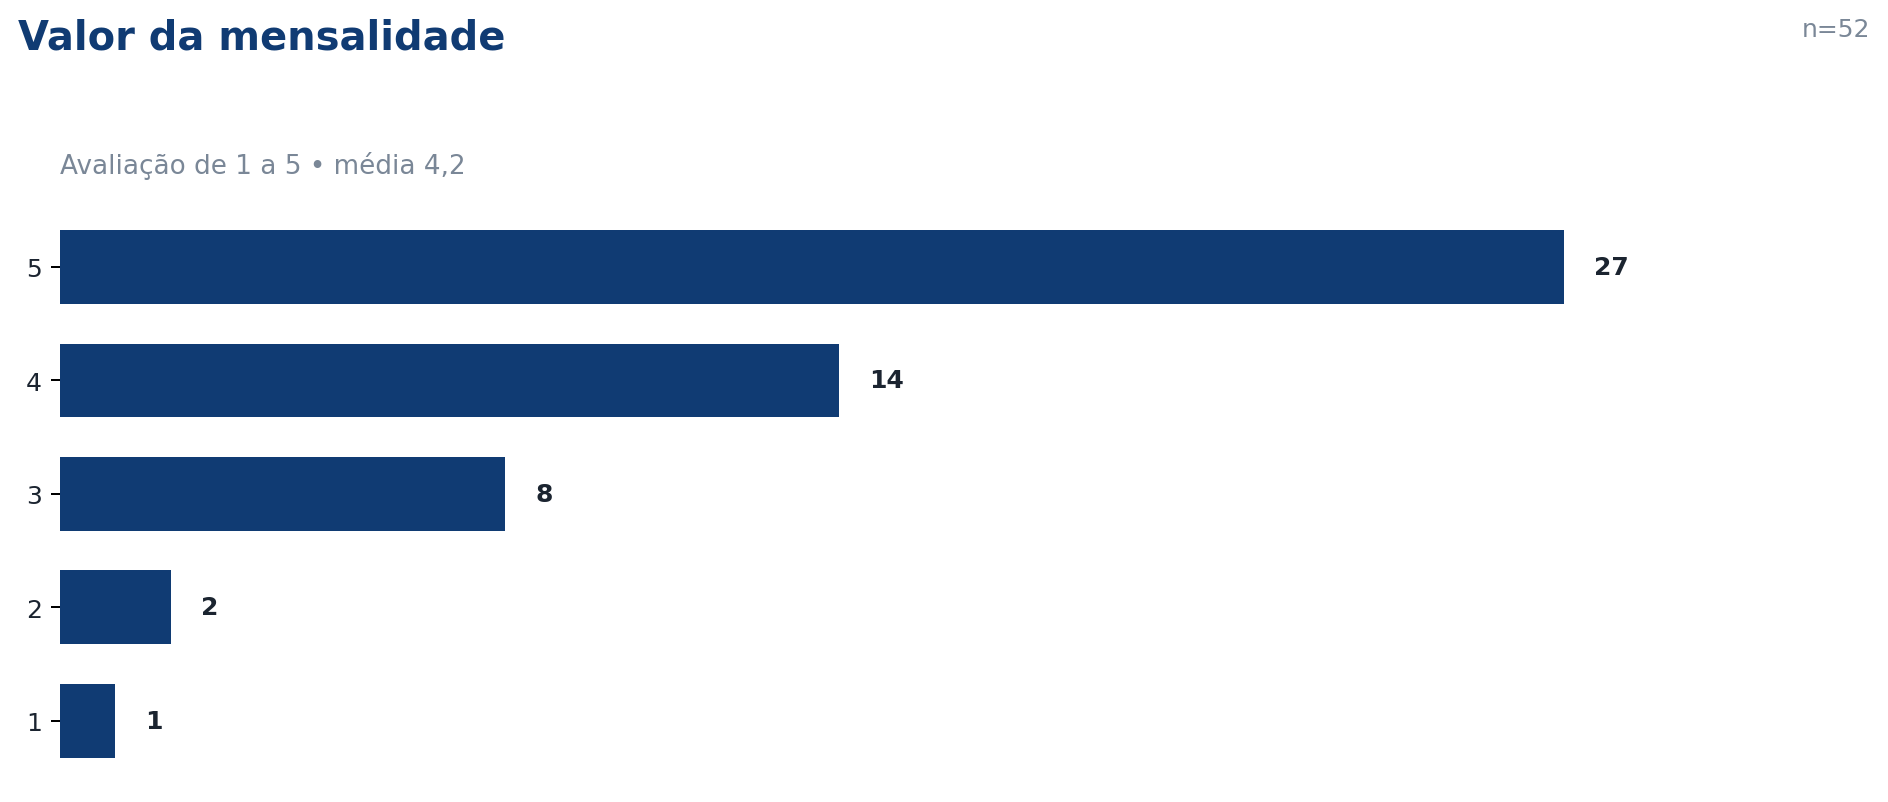 Valor da mensalidade
n=52
Avaliação de 1 a 5 • média 4,2
5 27
4 14
3 8
2 2
1 1